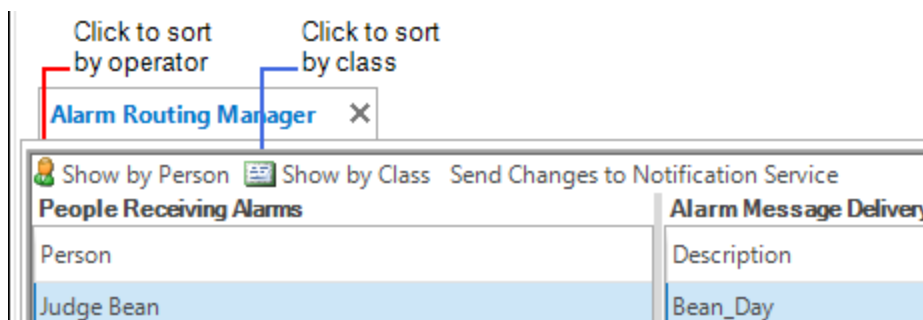 Click to sort
by operator
Click to sort
by class
Alarm Routing Manager
Show by Person Show by Class Send Changes to Notification Service
People Receiving Alarms Alarm Message Delivery
Person Description
Judge Bean Bean_Day